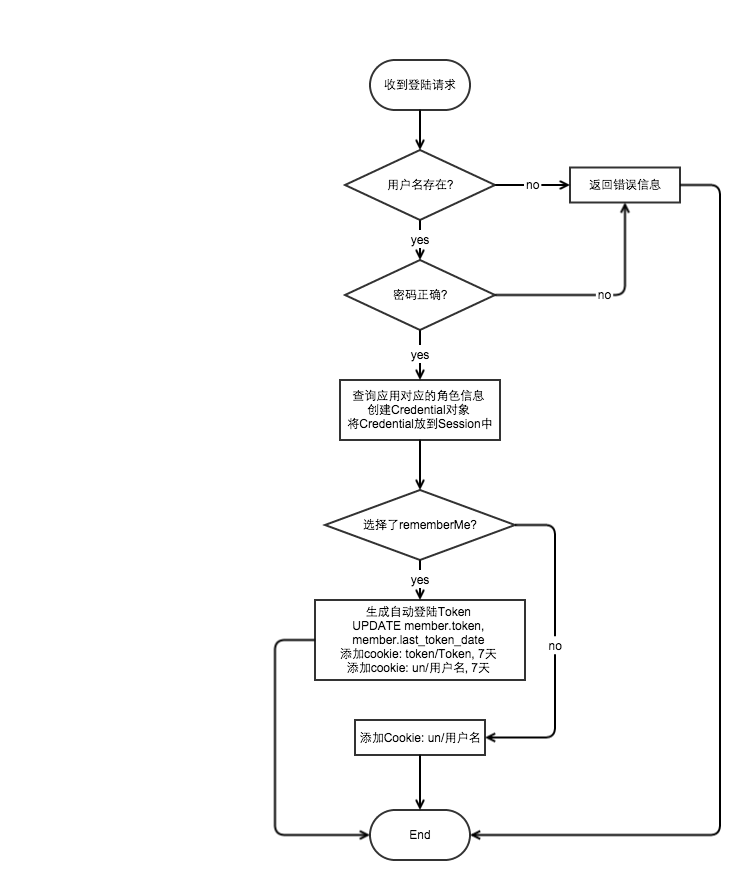 收到登陆请求
用户名存在?
no
返回错误信息
yes
密码正确?
no
yes
查询应用对应的角色信息
创建Credential对象
将Credential放到Session中
选择了rememberMe?
yes
生成自动登陆Token
UPDATE member.token,
member.last_token_date
添加cookie: token/Token, 7天
添加cookie: un/用户名, 7天
no
添加Cookie: un/用户名
End